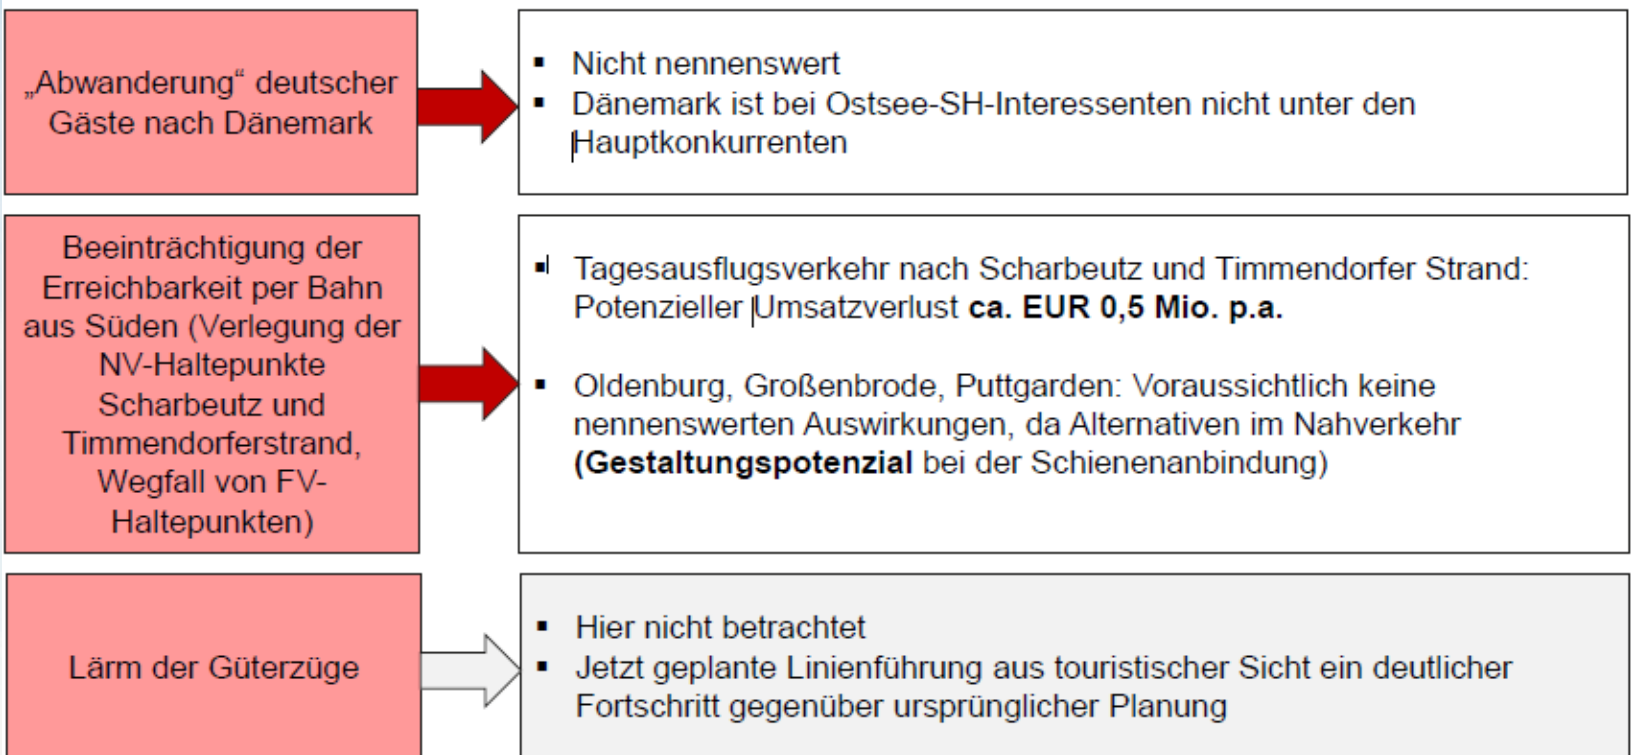 „Abwanderung“ deutscher
Gäste nach Dänemark
▪ Nicht nennenswert
▪ Dänemark ist bei Ostsee-SH-Interessenten nicht unter den
Hauptkonkurrenten
Beeinträchtigung der
Erreichbarkeit per Bahn
aus Süden (Verlegung der
NV-Haltepunkte
Scharbeutz und
Timmendorferstrand,
Wegfall von FV-
Haltepunkten)
▪ Tagesausflugsverkehr nach Scharbeutz und Timmendorfer Strand:
Potenzieller Umsatzverlust ca. EUR 0,5 Mio. p.a.
▪ Oldenburg, Großenbrode, Puttgarden: Voraussichtlich keine
nennenswerten Auswirkungen, da Alternativen im Nahverkehr
(Gestaltungspotenzial bei der Schienenanbindung)
Lärm der Güterzüge
▪ Hier nicht betrachtet
▪ Jetzt geplante Linienführung aus touristischer Sicht ein deutlicher
Fortschritt gegenüber ursprünglicher Planung